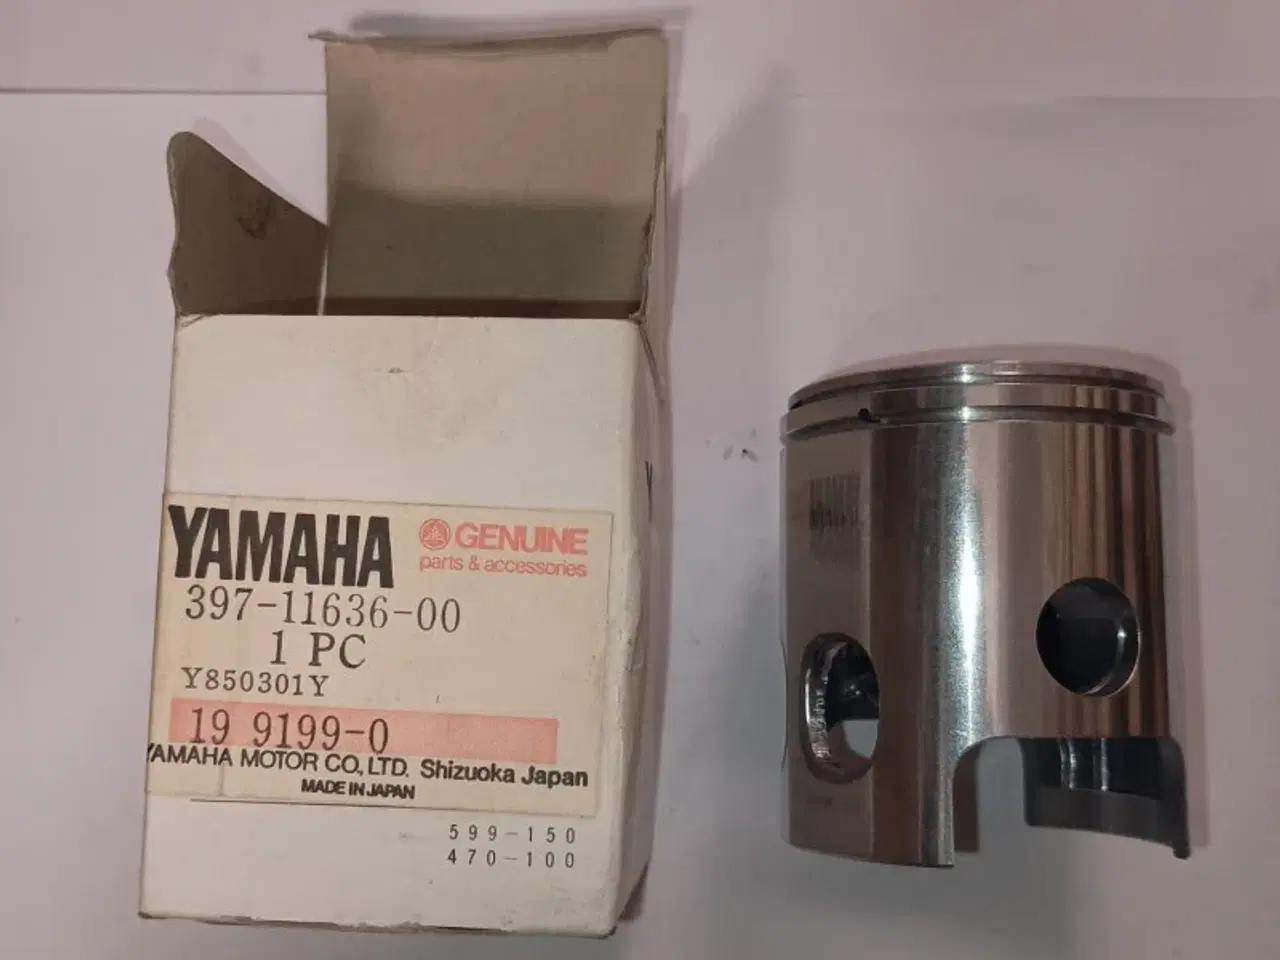 YAMAHA
GENUINE
parts & accessories
397-11636-00
1 PC
Y850301Y
19 9199-0
YAMAHA MOTOR CO., LTD. Shizuoka Japan
MADE IN JAPAN
599-150
470-100